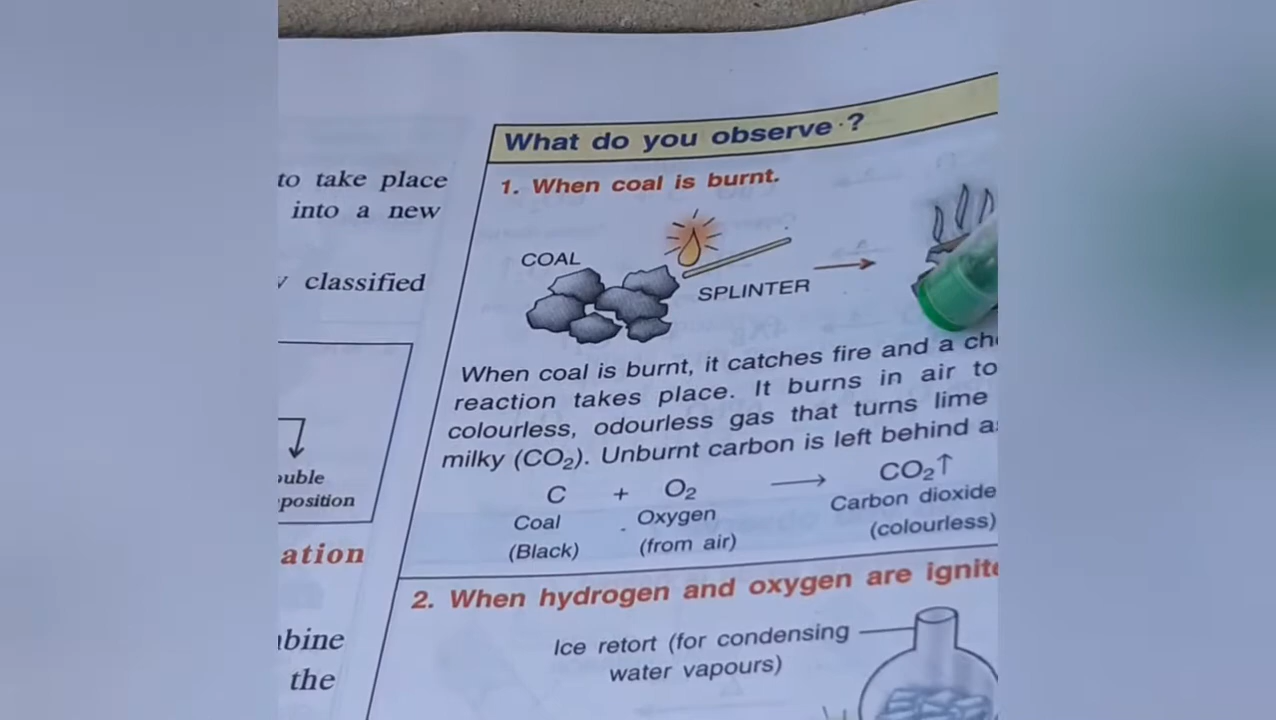 to take place
into a new
classified
position
ation
the
What do you observe ?
1. When coal is burnt.
COAL
SPLINTER
When coal is burnt, it catches fire and a
reaction takes place. It burns in air to
colourless, odourless gas that turns lime
milky (CO₂). Unburnt carbon is left behind
C + O₂ ⟶ CO₂↑
Coal Oxygen Carbon dioxide
(Black) (from air) (colourless)
2. When hydrogen and oxygen are
Ice retort (for condensing
water vapours)